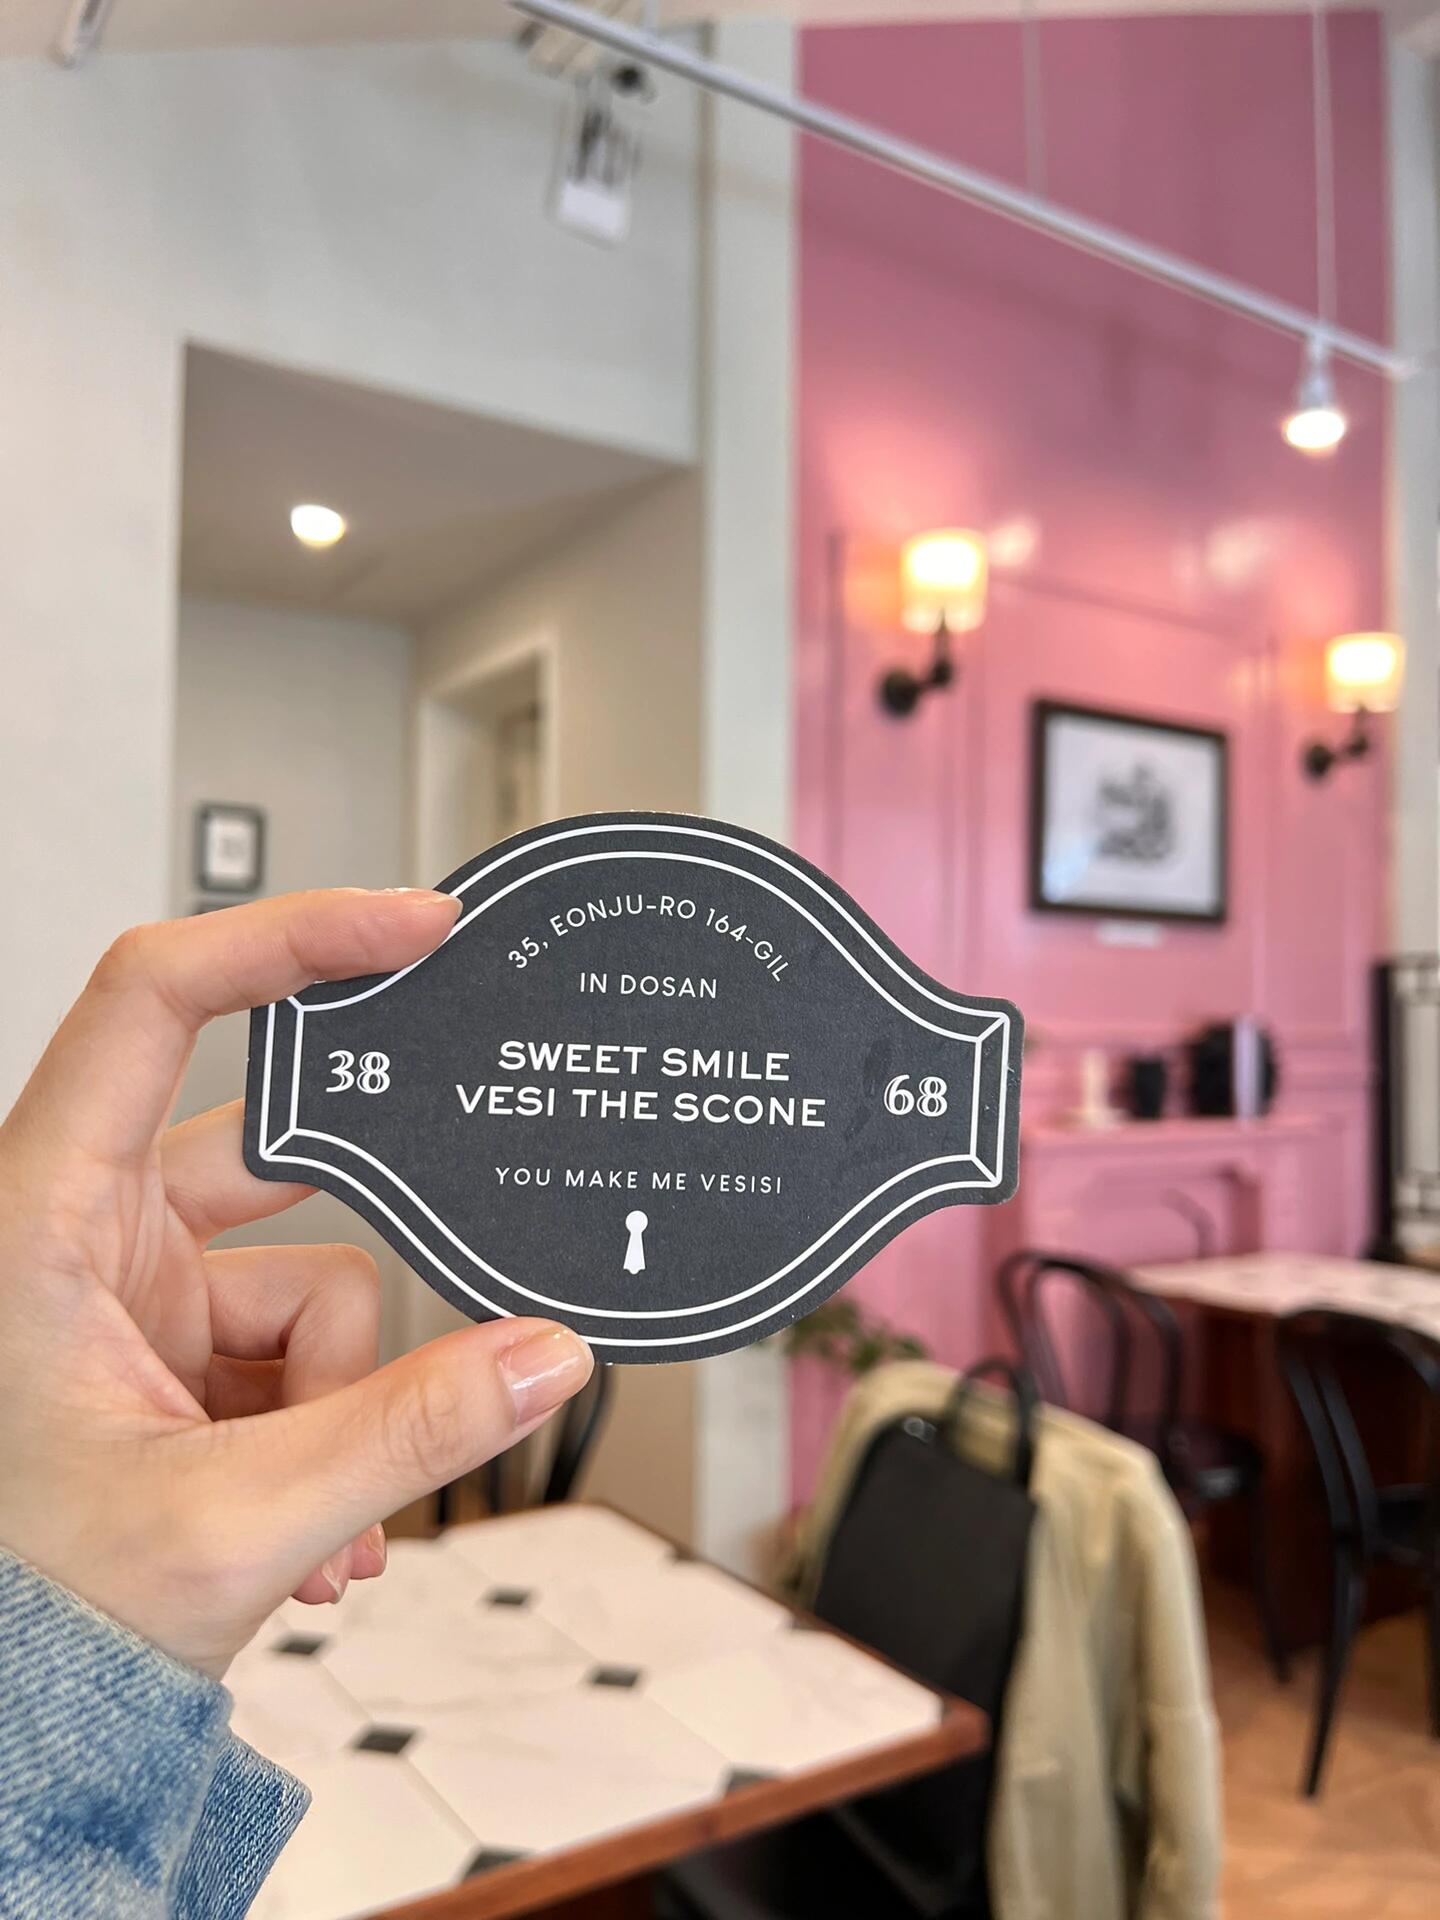 35, EONJU-RO 164-GIL
IN DOSAN
38
SWEET SMILE
VESI THE SCONE
68
YOU MAKE ME VESISI